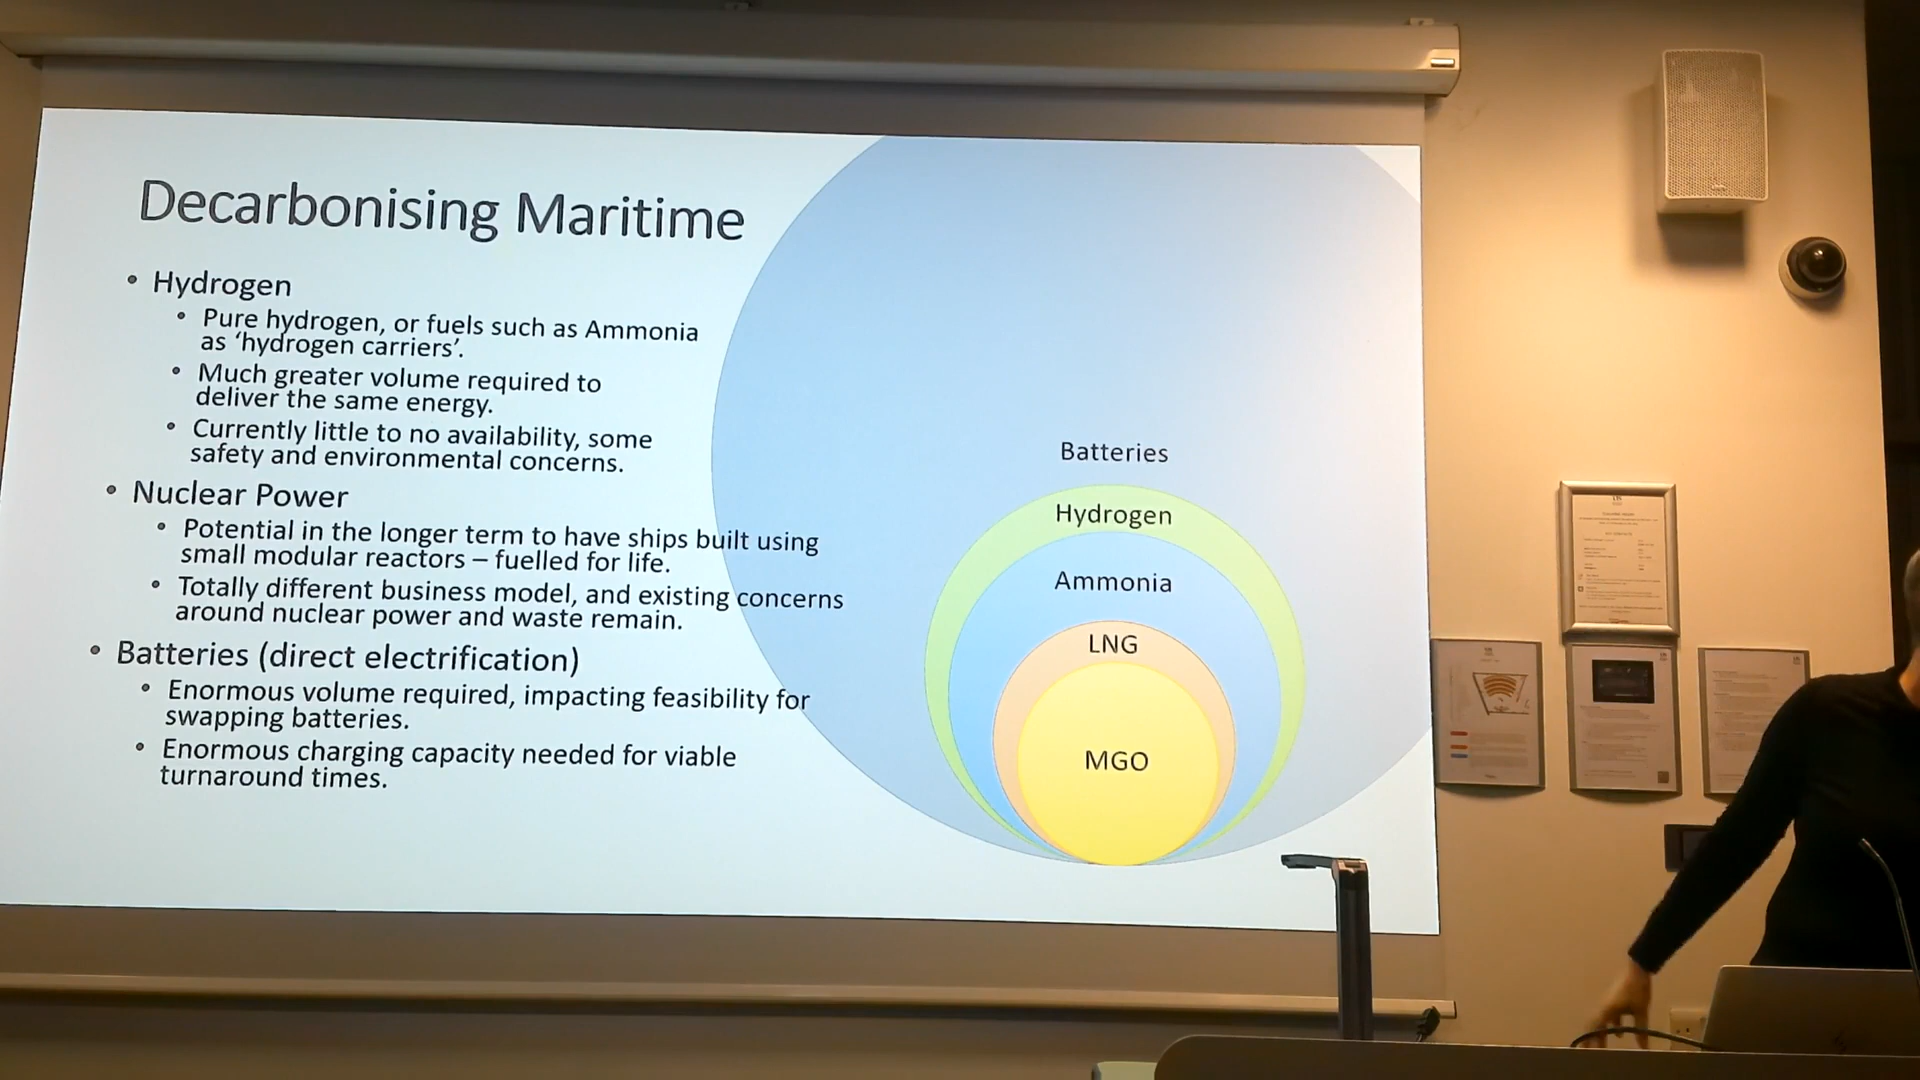 Decarbonising Maritime
• Hydrogen
• Pure hydrogen, or fuels such as Ammonia
as ‘hydrogen carriers’.
• Much greater volume required to
deliver the same energy.
• Currently little to no availability, some
safety and environmental concerns.
• Nuclear Power
• Potential in the longer term to have ships built using
small modular reactors – fuelled for life.
• Totally different business model, and existing concerns
around nuclear power and waste remain.
• Batteries (direct electrification)
• Enormous volume required, impacting feasibility for
swapping batteries.
• Enormous charging capacity needed for viable
turnaround times.
Batteries
Hydrogen
Ammonia
LNG
MGO